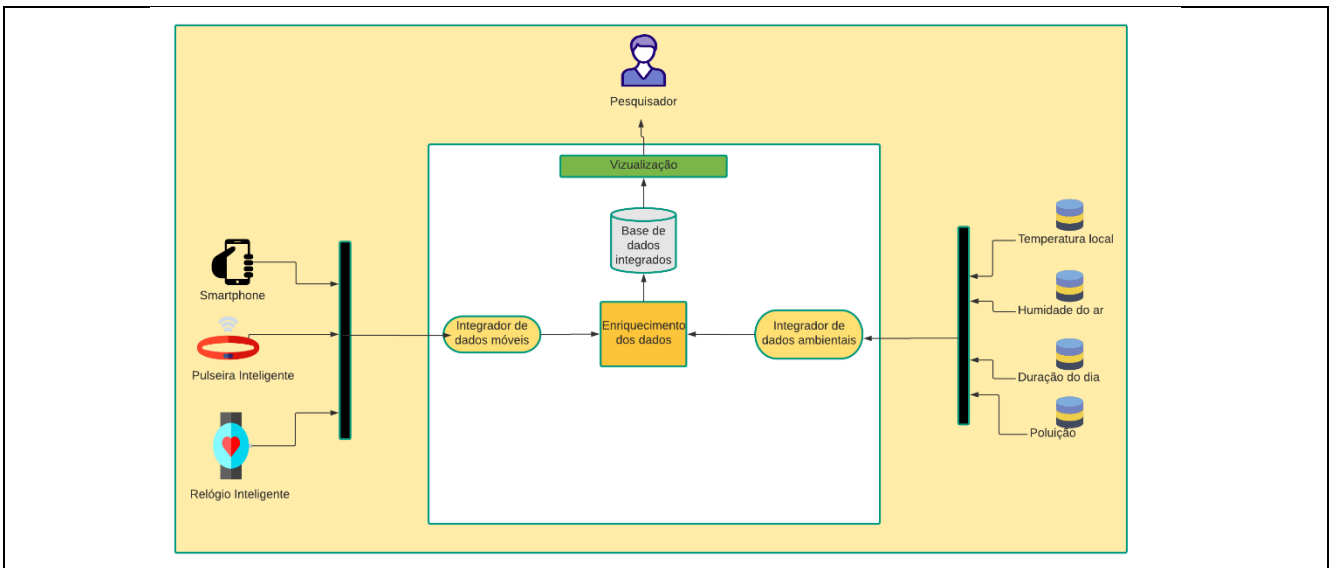 Pesquisador
Vizualização
Base de
dados
integrados
Smartphone
Pulseira Inteligente
Relógio Inteligente
Integrador de
dados móveis
Enriquecimento
dos dados
Integrador de
dados ambientais
Temperatura local
Humidade do ar
Duração do dia
Poluição